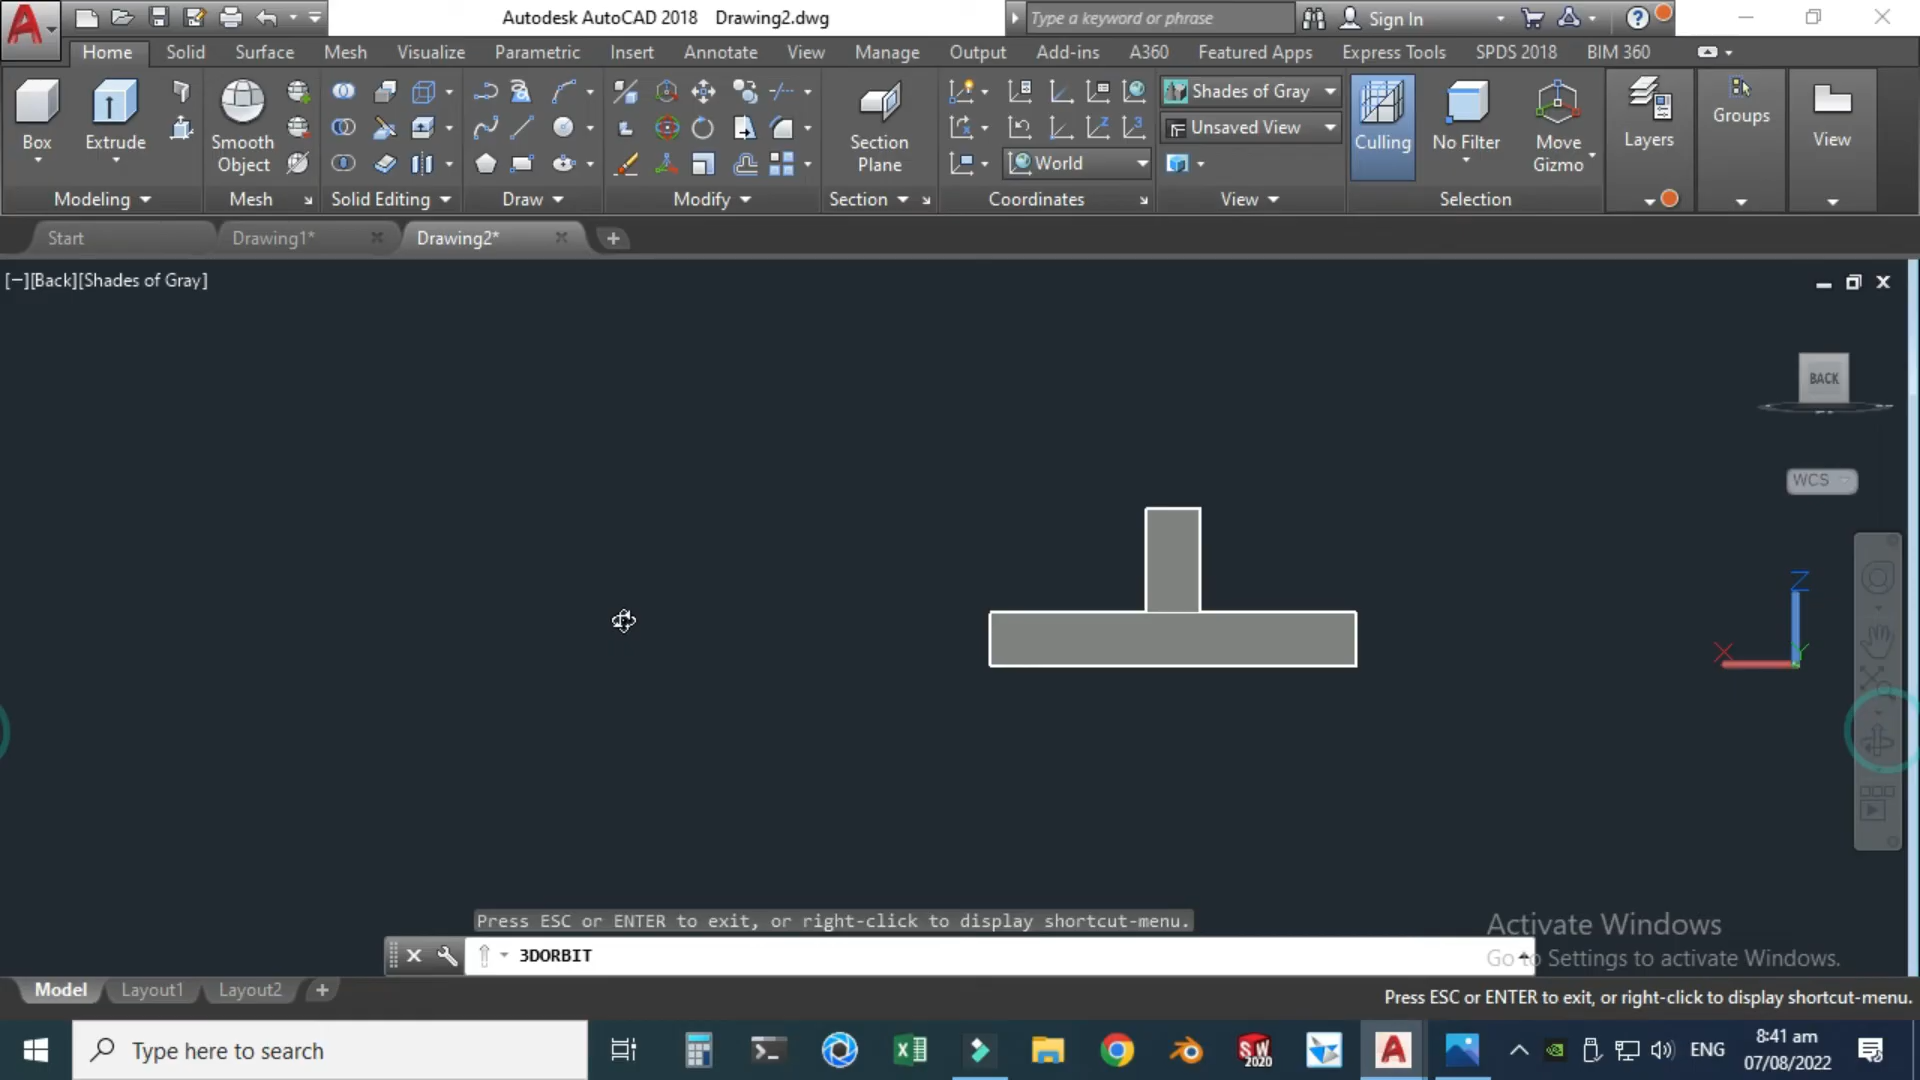 Autodesk AutoCAD 2018 Drawing2.dwg
Type a keyword or phrase
Sign In
Home Solid Surface Mesh Visualize Parametric Insert Annotate View Manage Output Add-ins A360 Featured Apps Express Tools SPDS 2018 BIM 360
Box
Extrude
Smooth
Object
Section
Plane
World
Shades of Gray
Unsaved View
Culling
No Filter
Move
Gizmo
Layers
Groups
View
Modeling Mesh Solid Editing Draw Modify Section Coordinates View Selection
Start Drawing1* Drawing2*
[−][Back][Shades of Gray]
BACK
WCS
Z
X
Y
Press ESC or ENTER to exit, or right-click to display shortcut-menu.
3DORBIT
Activate Windows
Go to Settings to activate Windows.
Model Layout1 Layout2
Press ESC or ENTER to exit, or right-click to display shortcut-menu.
Type here to search
SW
2020
ENG
8:41 am
07/08/2022